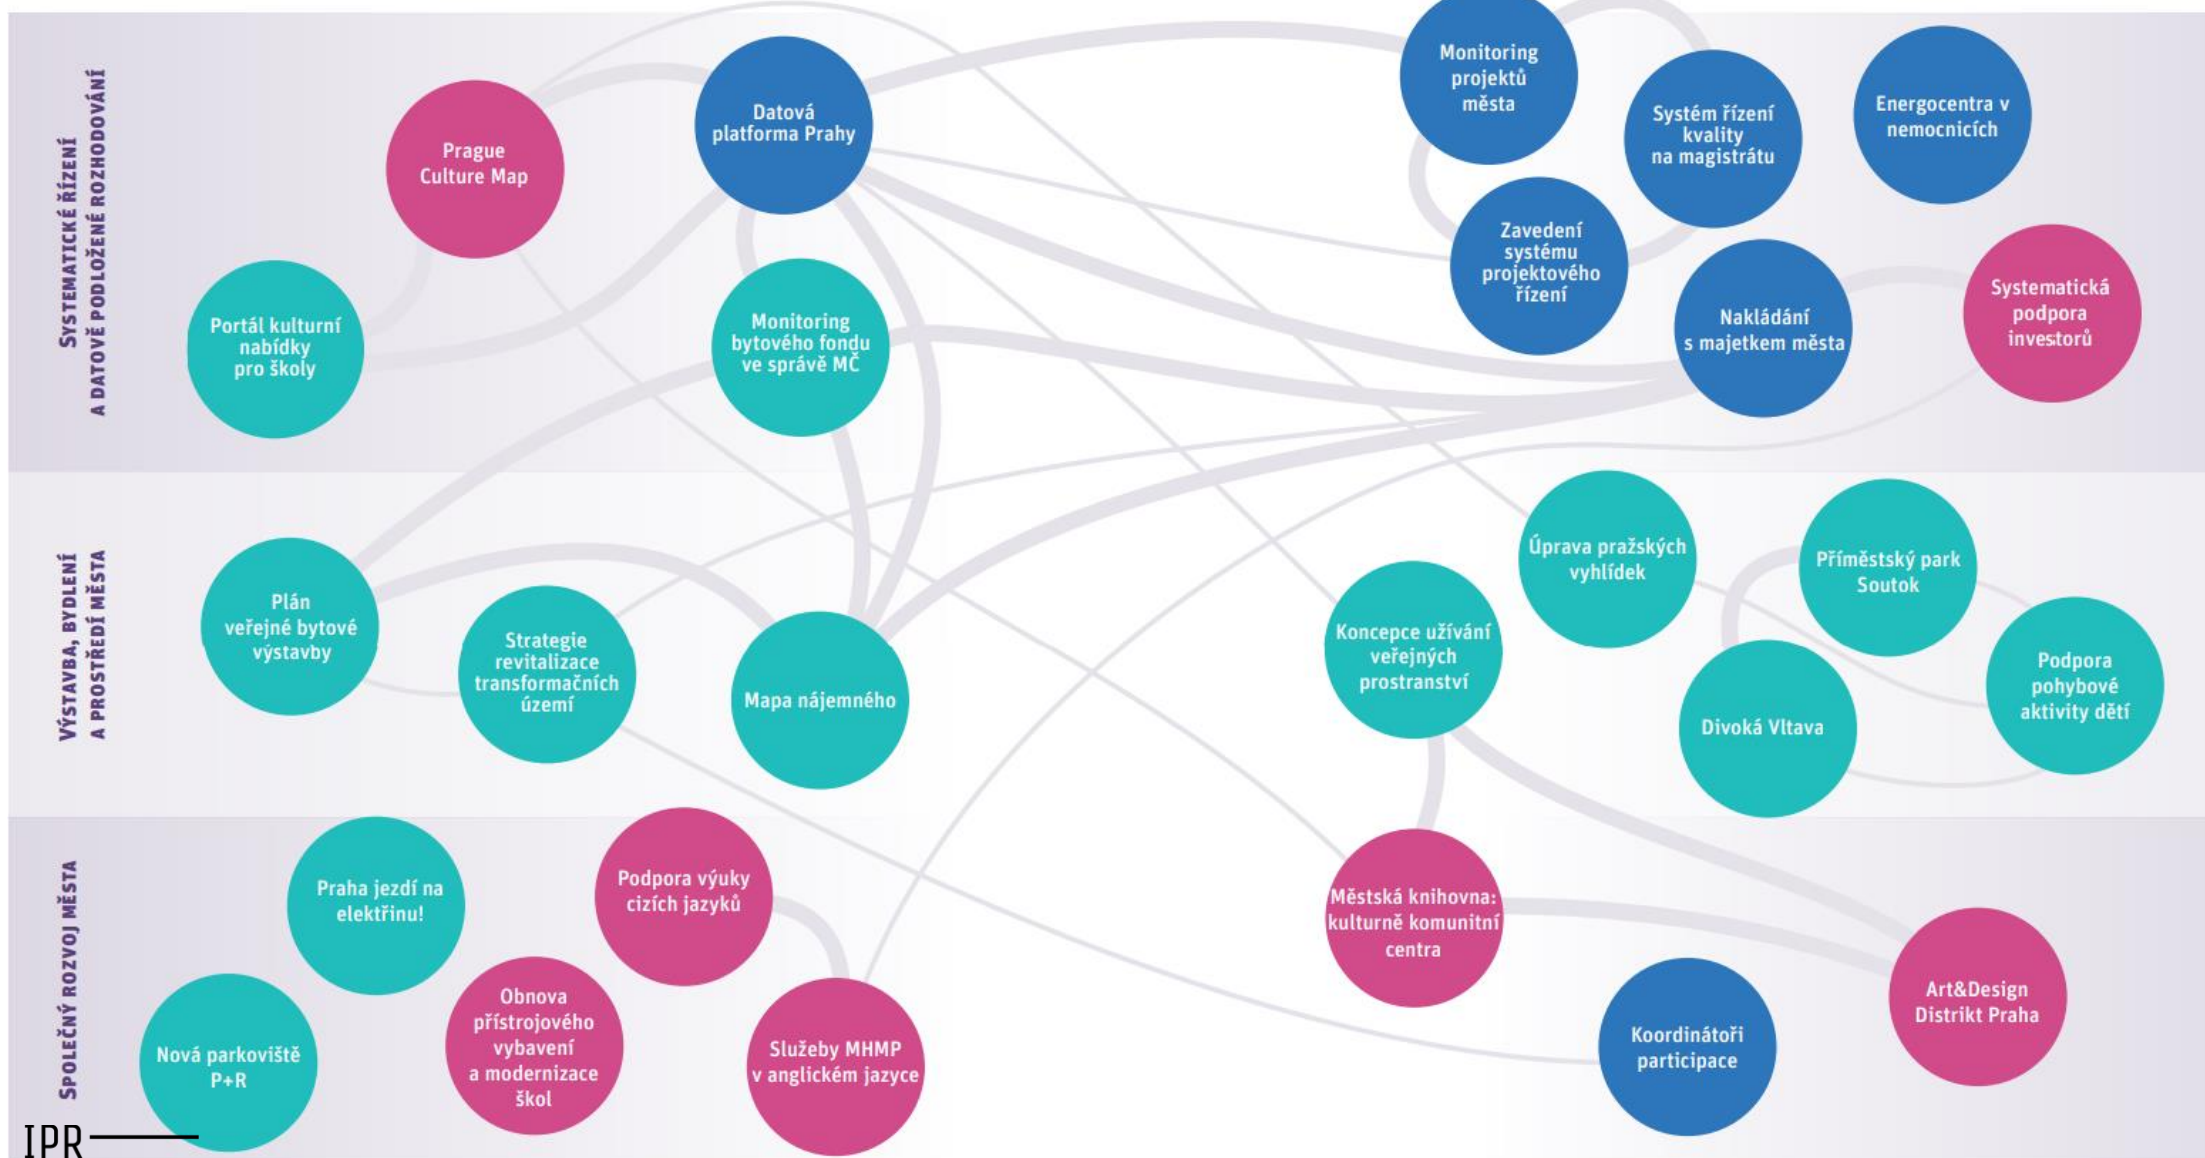 SYSTEMATICKÉ ŘÍZENÍ
A DATOVĚ PODLOŽENÉ ROZHODOVÁNÍ
Prague
Culture Map
Datová
platforma Prahy
Monitoring
projektů
města
Systém řízení
kvality
na magistrátu
Energocentra v
nemocnicích
Portál kulturní
nabídky
pro školy
Monitoring
bytového fondu
ve správě MČ
Zavedení
systému
projektového
řízení
Nakládání
s majetkem města
Systematická
podpora
investorů
VÝSTAVBA, BYDLENÍ
A PROSTŘEDÍ MĚSTA
Plán
veřejné bytové
výstavby
Strategie
revitalizace
transformačních
území
Mapa nájemného
Koncepce užívání
veřejných
prostranství
Úprava pražských
vyhlídek
Příměstský park
Soutok
Divoká Vltava
Podpora
pohybové
aktivity dětí
SPOLEČNÝ ROZVOJ MĚSTA
Praha jezdí na
elektřinu!
Podpora výuky
cizích jazyků
Nová parkoviště
P+R
Obnova
přístrojového
vybavení
a modernizace
škol
Služeby MHMP
v anglickém jazyce
Městská knihovna:
kulturně komunitní
centra
Koordinátoři
participace
Art&Design
Distrikt Praha
IPR